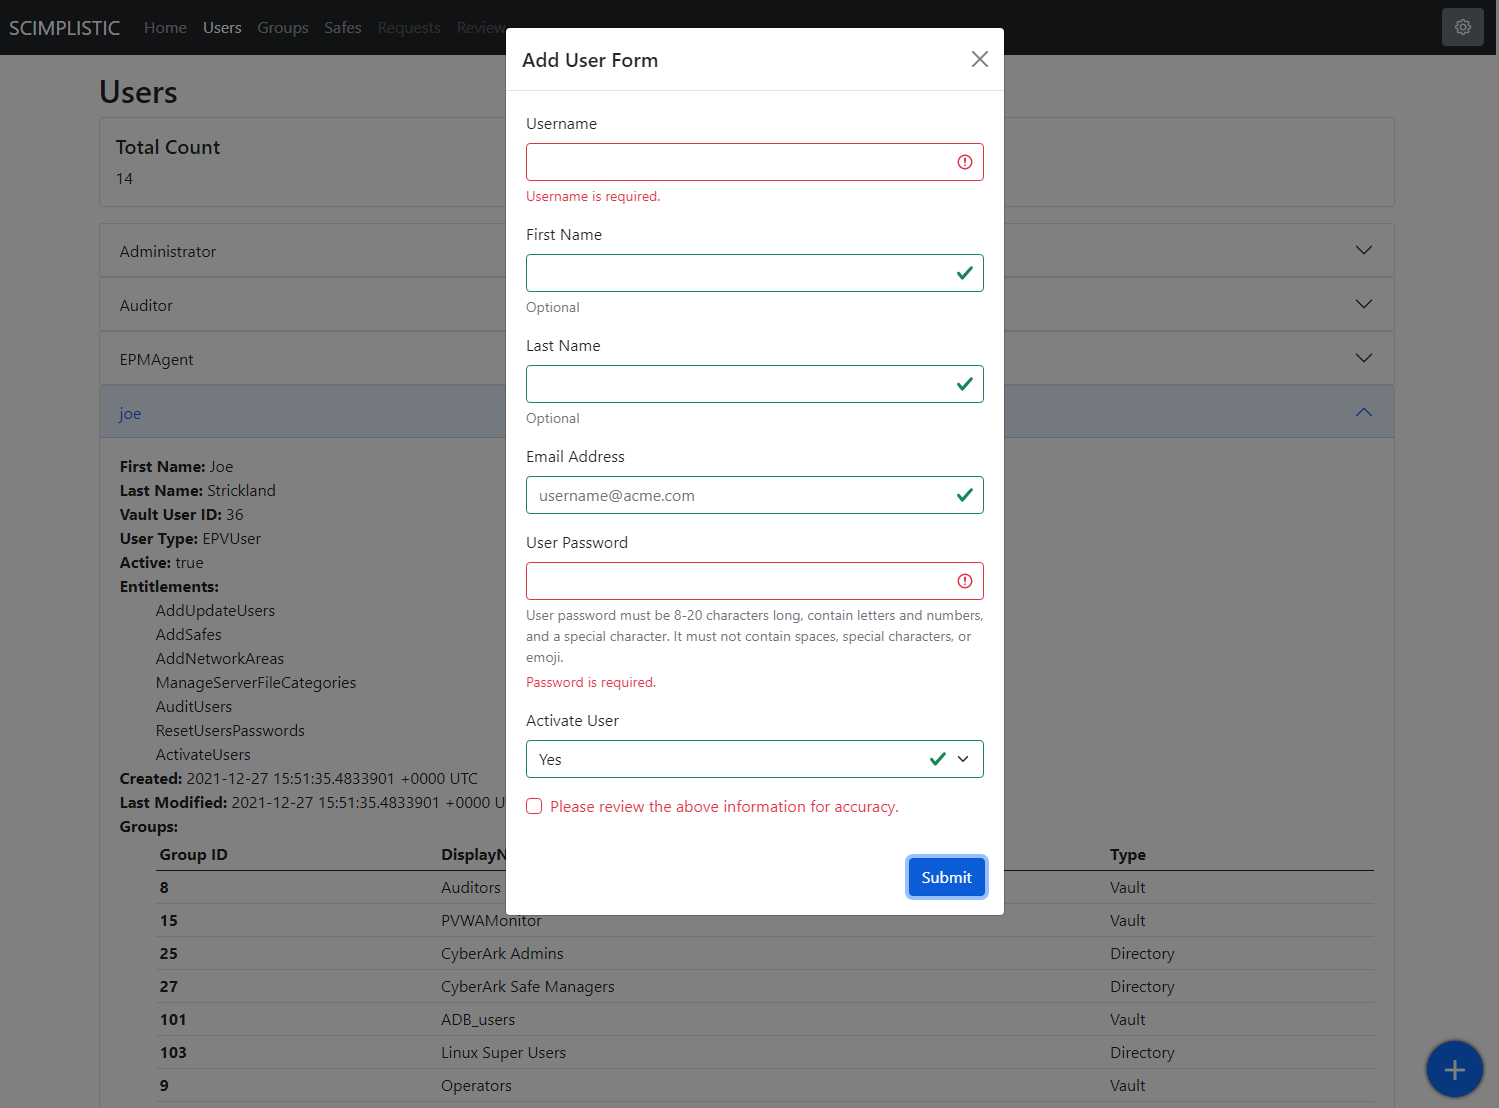 SCIMPLISTIC Home Users Groups Safes Requests Review
Add User Form
Users
Total Count
14
Administrator
Auditor
EPMAgent
joe
First Name: Joe
Last Name: Strickland
Vault User ID: 36
User Type: EPVUser
Active: true
Entitlements:
AddUpdateUsers
AddSafes
AddNetworkAreas
ManageServerFileCategories
AuditUsers
ResetUsersPasswords
ActivateUsers
Created: 2021-12-27 15:51:35.4833901 +0000 UTC
Last Modified: 2021-12-27 15:51:35.4833901 +0000 U
Groups:
Group ID DisplayN Type
8 Auditors Vault
15 PVWAMonitor Vault
25 CyberArk Admins Directory
27 CyberArk Safe Managers Directory
101 ADB_users Vault
103 Linux Super Users Directory
9 Operators Vault
Username
Username is required.
First Name
Optional
Last Name
Optional
Email Address
username@acme.com
User Password
User password must be 8-20 characters long, contain letters and numbers,
and a special character. It must not contain spaces, special characters, or
emoji.
Password is required.
Activate User
Yes
Please review the above information for accuracy.
Submit